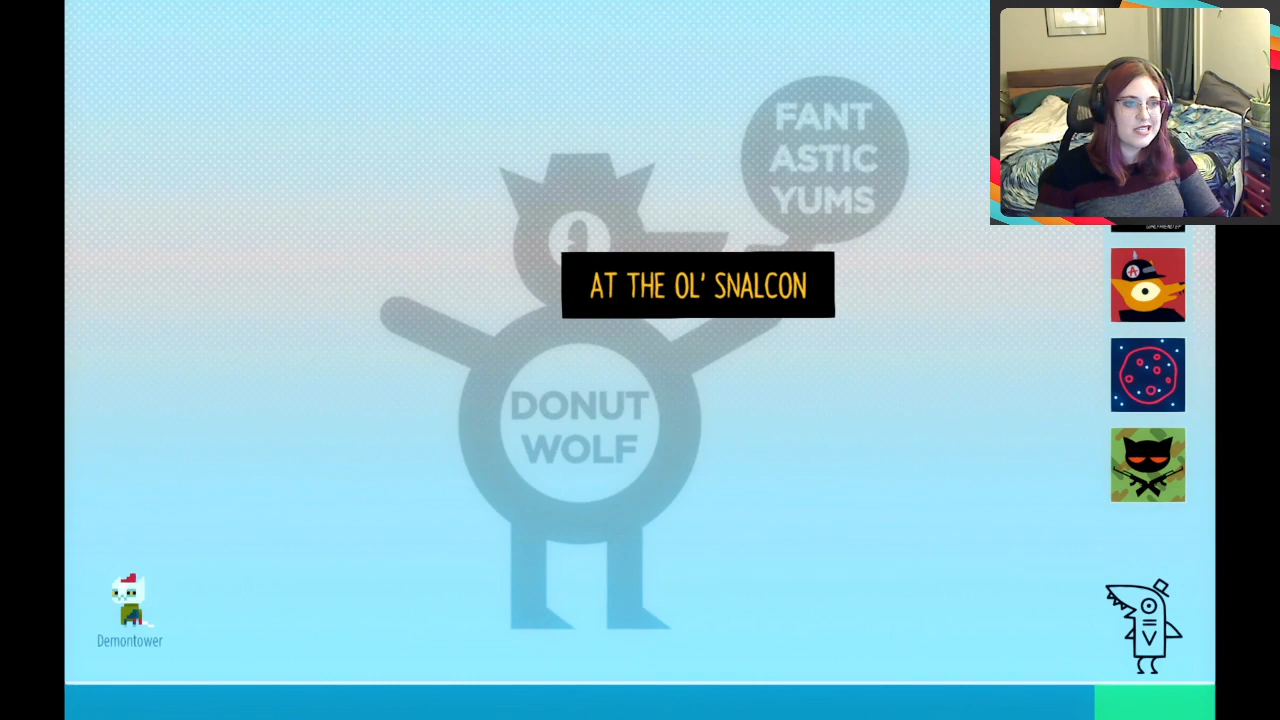 FANT
ASTIC
YUMS
AT THE OL' SNALCON
DONUT
WOLF
Demontower